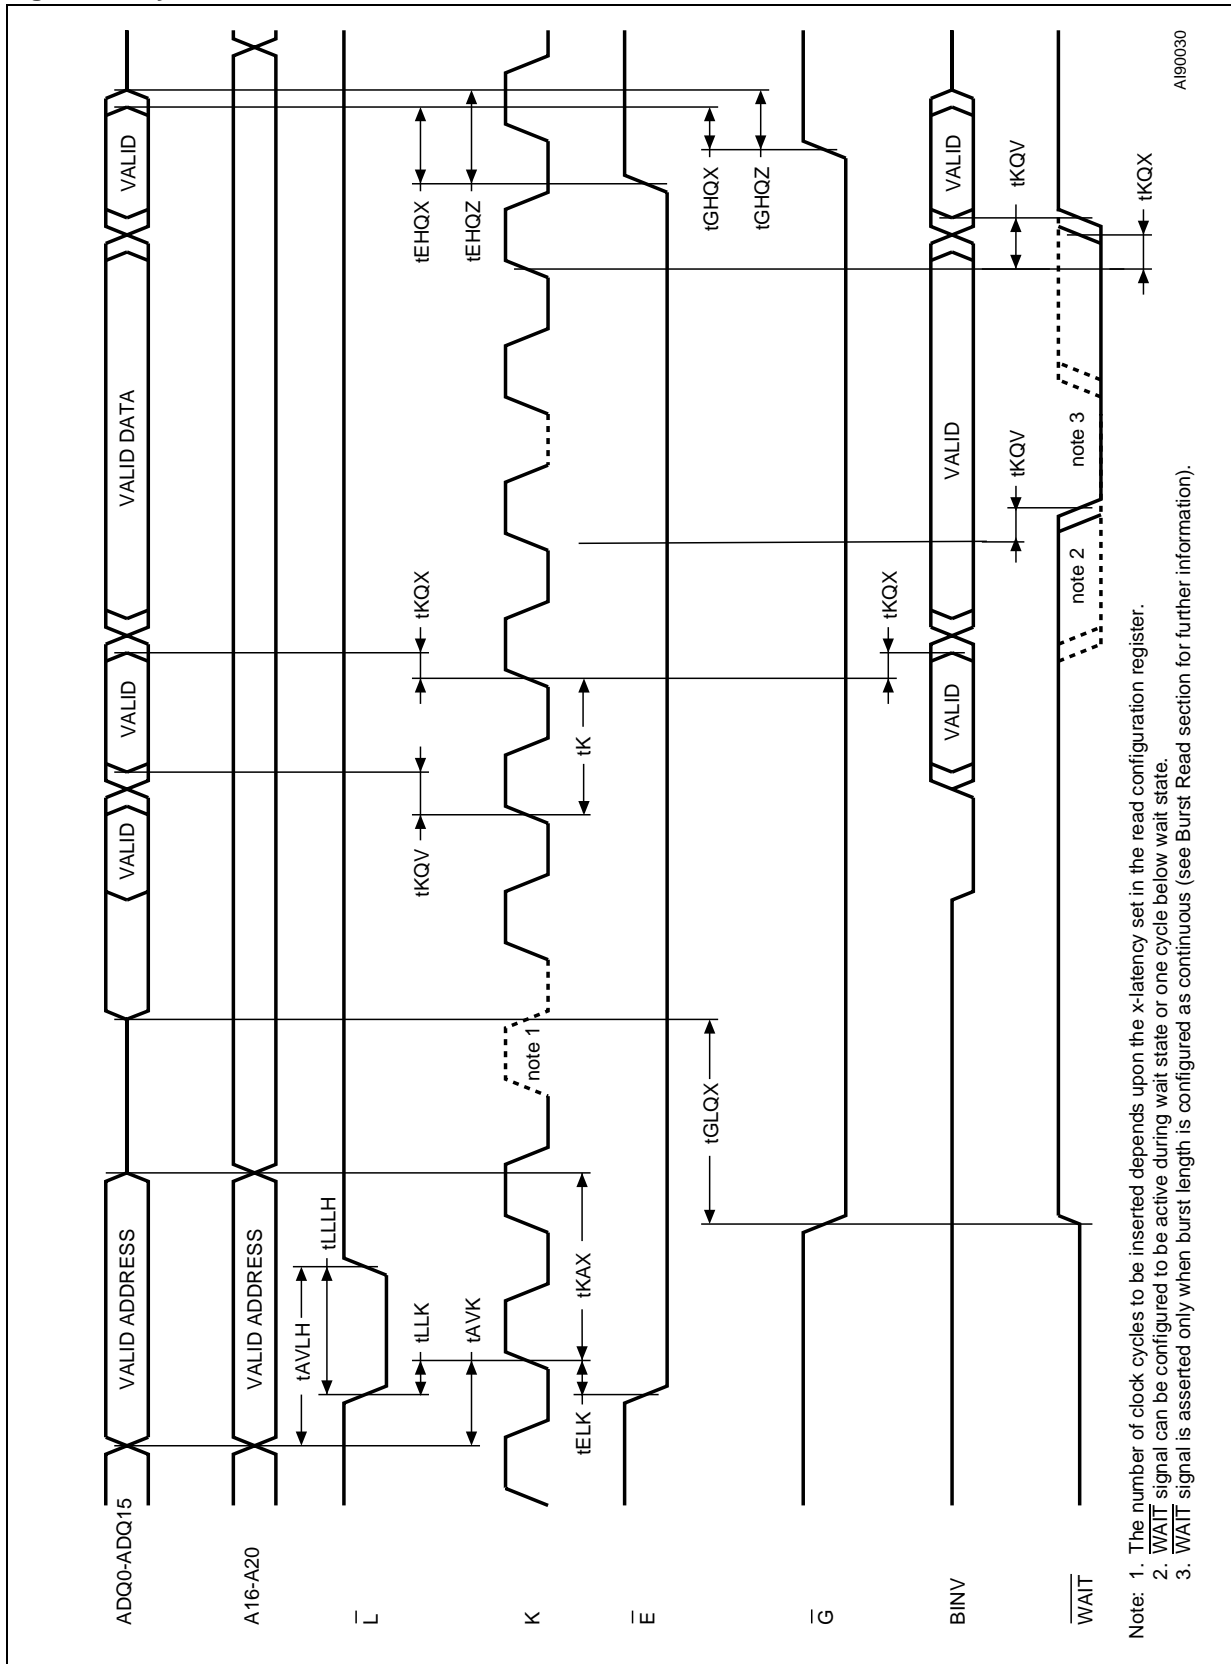 ADQ0-ADQ15
VALID ADDRESS
VALID
VALID
VALID DATA
VALID
A16-A20
VALID ADDRESS
L
tAVLH
tLLLH
tLLK
tAVK
tKQV
tKQX
tEHQX
tEHQZ
K
note 1
tELK
tKAX
tK
E
tGLQX
tGHQX
tGHQZ
G
tKQX
BINV
VALID
VALID
VALID
tKQV
tKQV
WAIT
note 2
note 3
tKQX
Note: 1. The number of clock cycles to be inserted depends upon the x-latency set in the read configuration register.
2. WAIT signal can be configured to be active during wait state or one cycle below wait state.
3. WAIT signal is asserted only when burst length is configured as continuous (see Burst Read section for further information).
AI90030